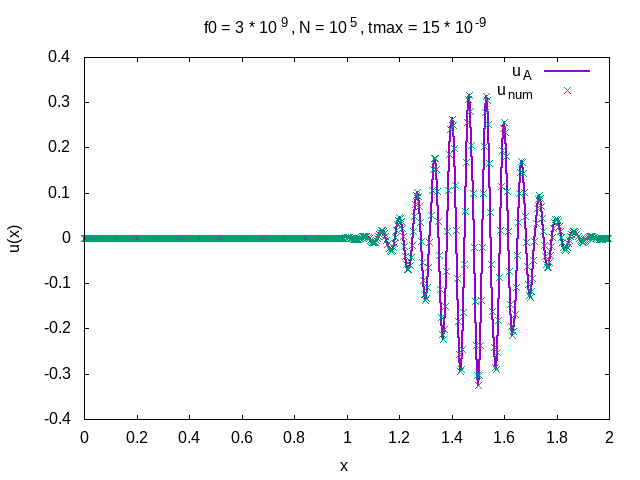 f0 = 3 * 10^9, N = 10^5, tmax = 15 * 10^-9
0.4
u_A
0.3
u_num
0.2
0.1
u(x)
0
-0.1
-0.2
-0.3
-0.4
0 0.2 0.4 0.6 0.8 1 1.2 1.4 1.6 1.8 2
x